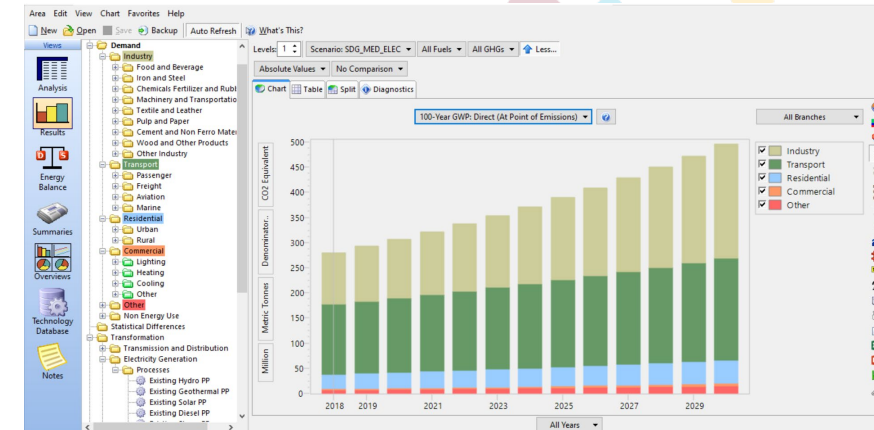 Area Edit View Chart Favorites Help
New Open Save Backup Auto Refresh What's This?
Views
Analysis
Results
Energy
Balance
Summaries
Overviews
Technology
Database
Notes
Demand
Industry
Food and Beverage
Iron and Steel
Chemicals Fertilizer and Rubl
Machinery and Transportatio
Textile and Leather
Pulp and Paper
Cement and Non Ferro Mater
Wood and Other Products
Other Industry
Transport
Passenger
Freight
Aviation
Marine
Residential
Urban
Rural
Commercial
Lighting
Heating
Cooling
Other
Other
Non Energy Use
Statistical Differences
Transformation
Transmission and Distribution
Electricity Generation
Processes
Existing Hydro PP
Existing Geothermal PP
Existing Solar PP
Existing Diesel PP
Levels: 1 Scenario: SDG_MED_ELEC All Fuels All GHGs Less...
Absolute Values No Comparison
Chart Table Split Diagnostics
100-Year GWP: Direct (At Point of Emissions) All Branches
CO2 Equivalent
Denominator..
Metric Tonnes
Million
500
450
400
350
300
250
200
150
100
50
0
2018 2019 2021 2023 2025 2027 2029
Industry
Transport
Residential
Commercial
Other
All Years